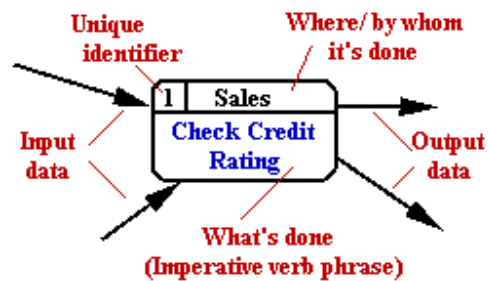 Unique
identifier
Where/ by whom
it's done
1
Sales
Check Credit
Rating
Input
data
Output
data
What's done
(Imperative verb phrase)